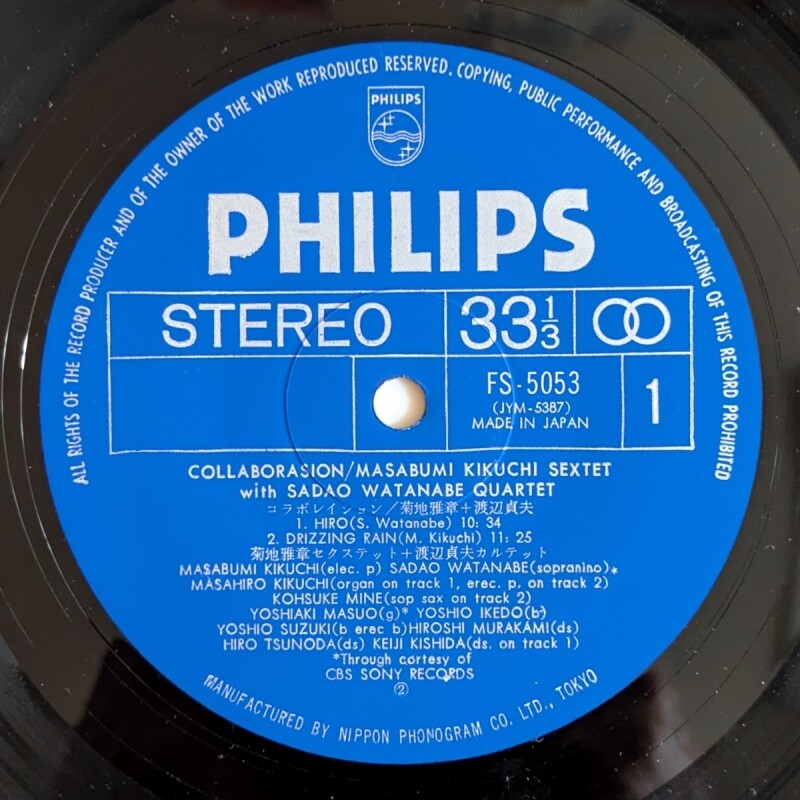 ALL RIGHTS OF THE RECORD PRODUCER AND OF THE OWNER OF THE WORK REPRODUCED RESERVED. COPYING, PUBLIC PERFORMANCE AND BROADCASTING OF THIS RECORD PROHIBITED
PHILIPS
PHILIPS
STEREO 33 1/3
FS-5053
(JYM-5387)
MADE IN JAPAN
1
COLLABORASION/MASABUMI KIKUCHI SEXTET
with SADAO WATANABE QUARTET
コラボレイション/菊地雅章+渡辺貞夫
1. HIRO(S. Watanabe) 10: 34
2. DRIZZING RAIN(M. Kikuchi) 11: 25
菊地雅章セクステット+渡辺貞夫カルテット
MASABUMI KIKUCHI(elec. p) SADAO WATANABE(sopranino)*
MASAHIRO KIKUCHI(organ on track 1, erec. p. on track 2)
KOHSUKE MINE(sop sax on track 2)
YOSHIAKI MASUO(g)* YOSHIO IKEDO(b)
YOSHIO SUZUKI(b erec b)HIROSHI MURAKAMI(ds)
HIRO TSUNODA(ds) KEIJI KISHIDA(ds. on track 1)
*Through cortesy of
CBS SONY RECORDS
②
MANUFACTURED BY NIPPON PHONOGRAM CO. LTD., TOKYO